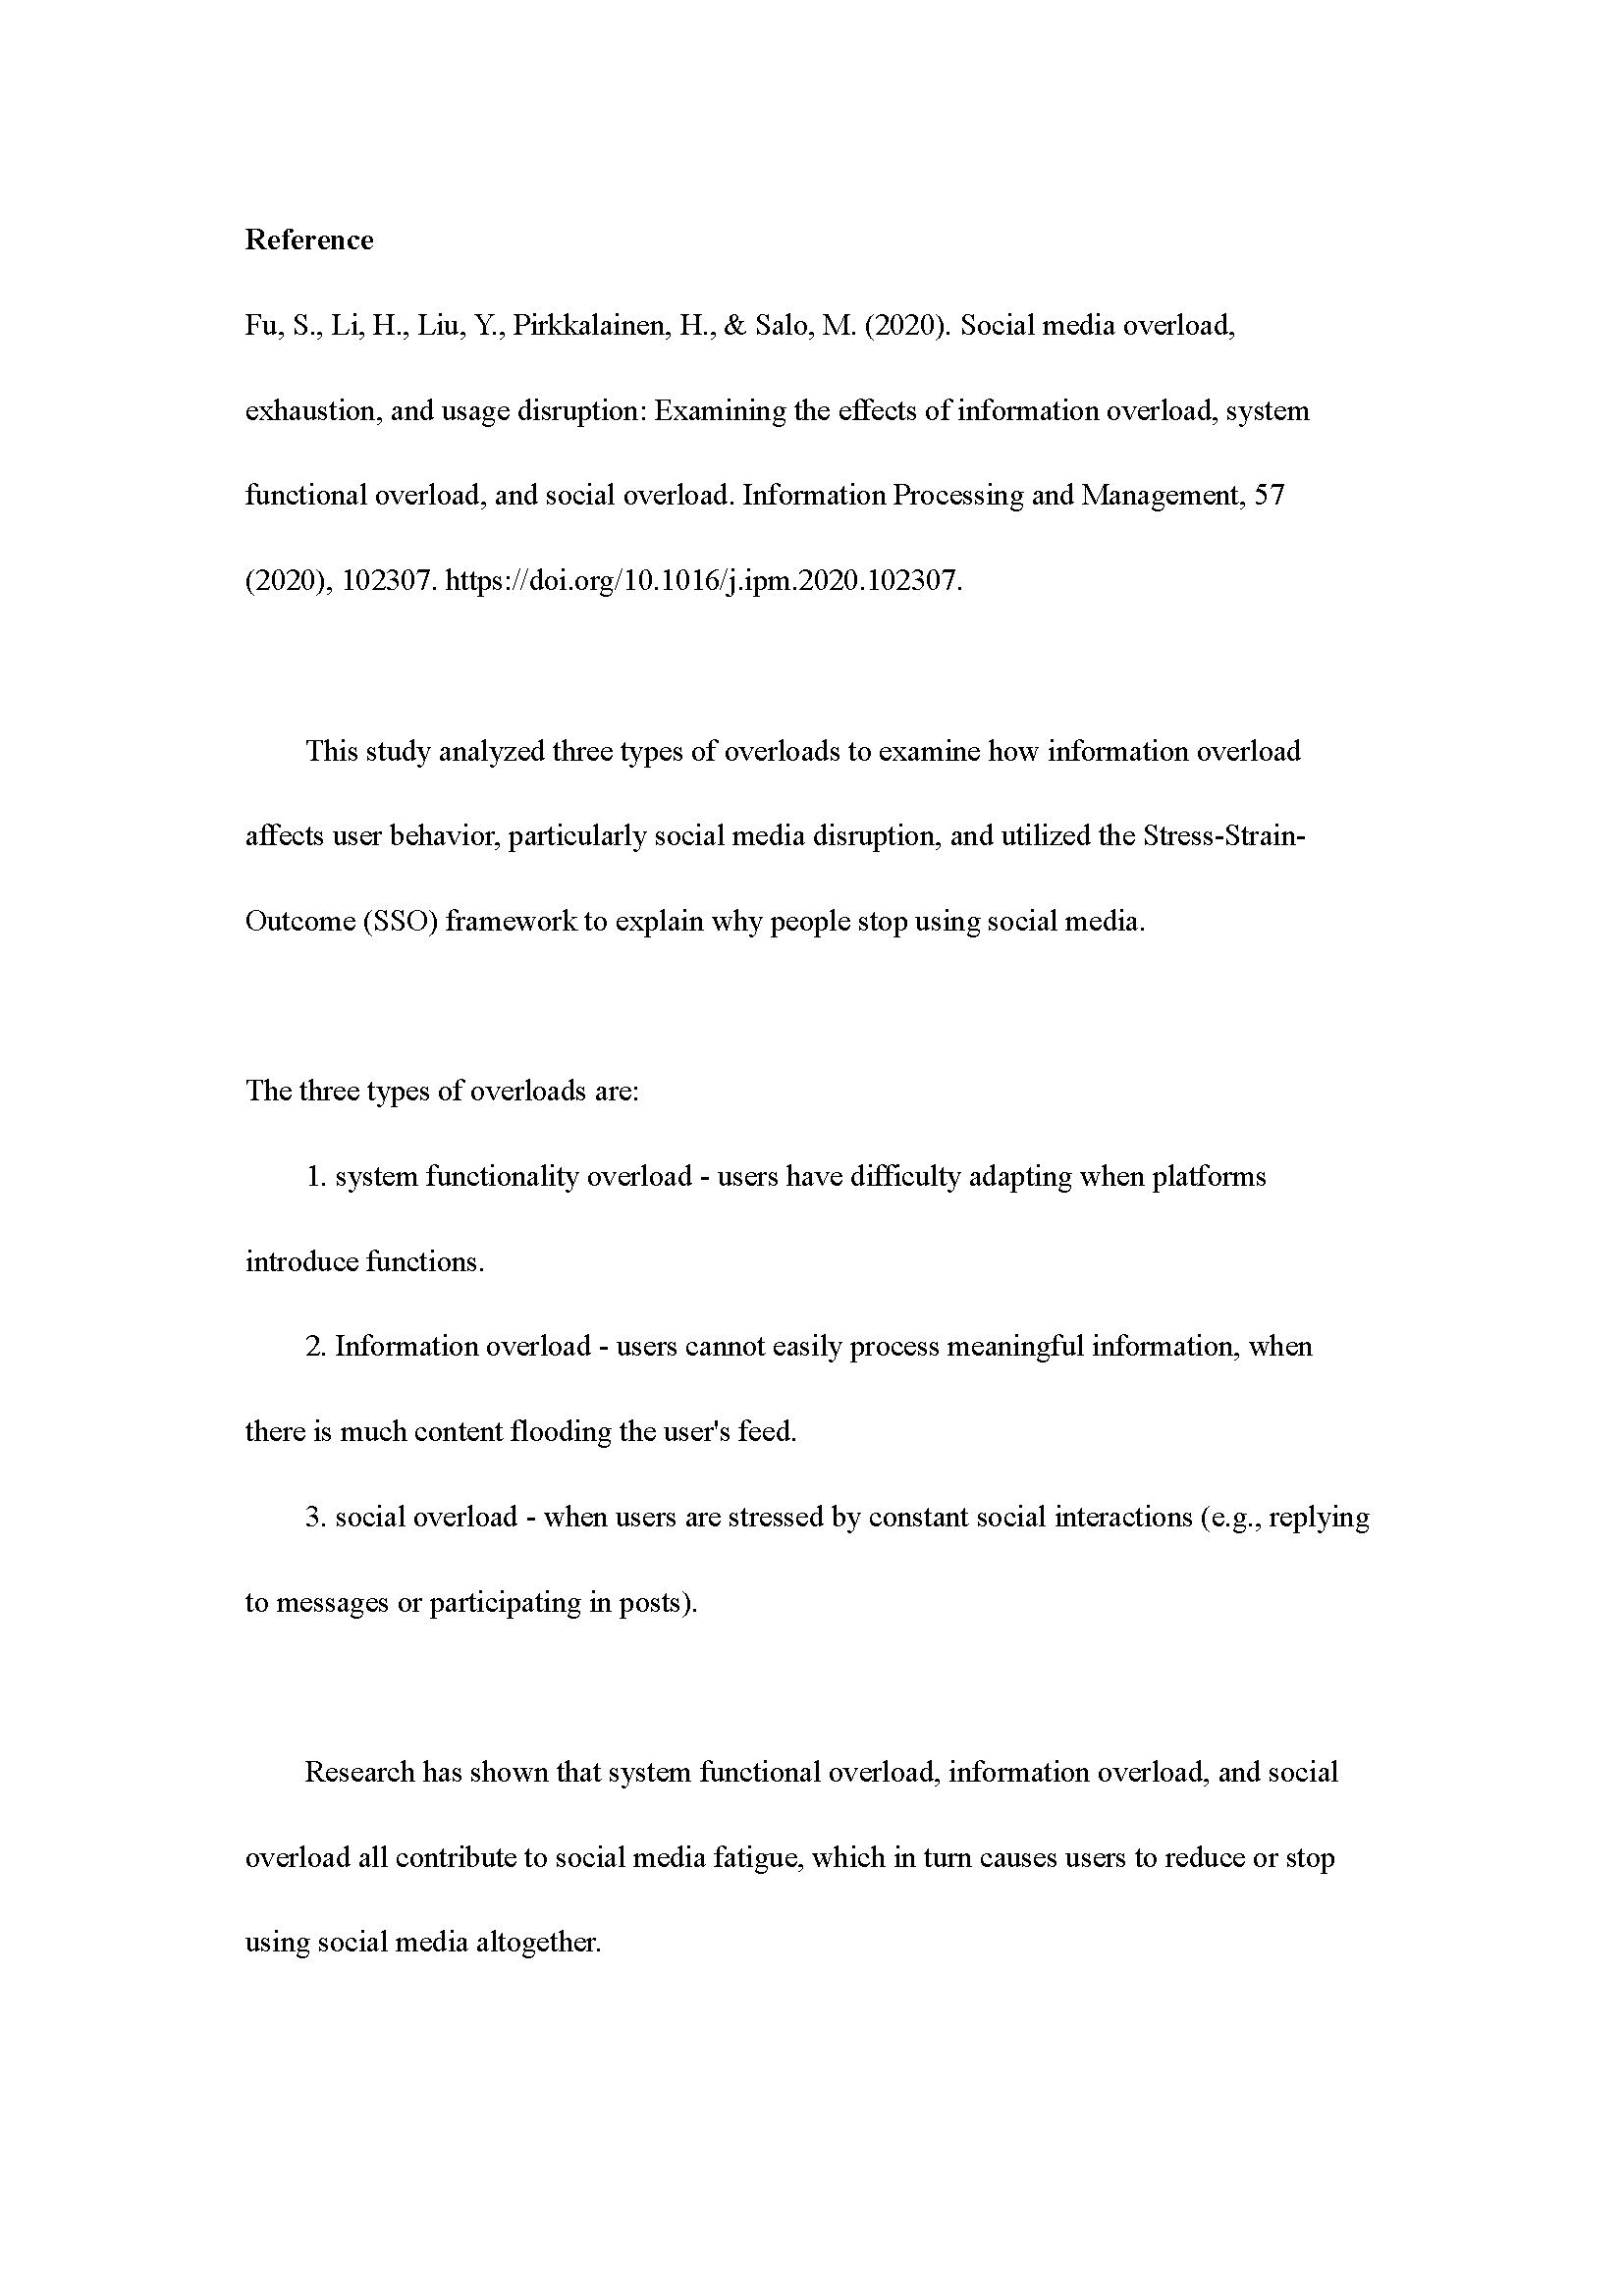 Reference
Fu, S., Li, H., Liu, Y., Pirkkalainen, H., & Salo, M. (2020). Social media overload,
exhaustion, and usage disruption: Examining the effects of information overload, system
functional overload, and social overload. Information Processing and Management, 57
(2020), 102307. https://doi.org/10.1016/j.ipm.2020.102307.
This study analyzed three types of overloads to examine how information overload
affects user behavior, particularly social media disruption, and utilized the Stress-Strain-
Outcome (SSO) framework to explain why people stop using social media.
The three types of overloads are:
1. system functionality overload - users have difficulty adapting when platforms
introduce functions.
2. Information overload - users cannot easily process meaningful information, when
there is much content flooding the user's feed.
3. social overload - when users are stressed by constant social interactions (e.g., replying
to messages or participating in posts).
Research has shown that system functional overload, information overload, and social
overload all contribute to social media fatigue, which in turn causes users to reduce or stop
using social media altogether.